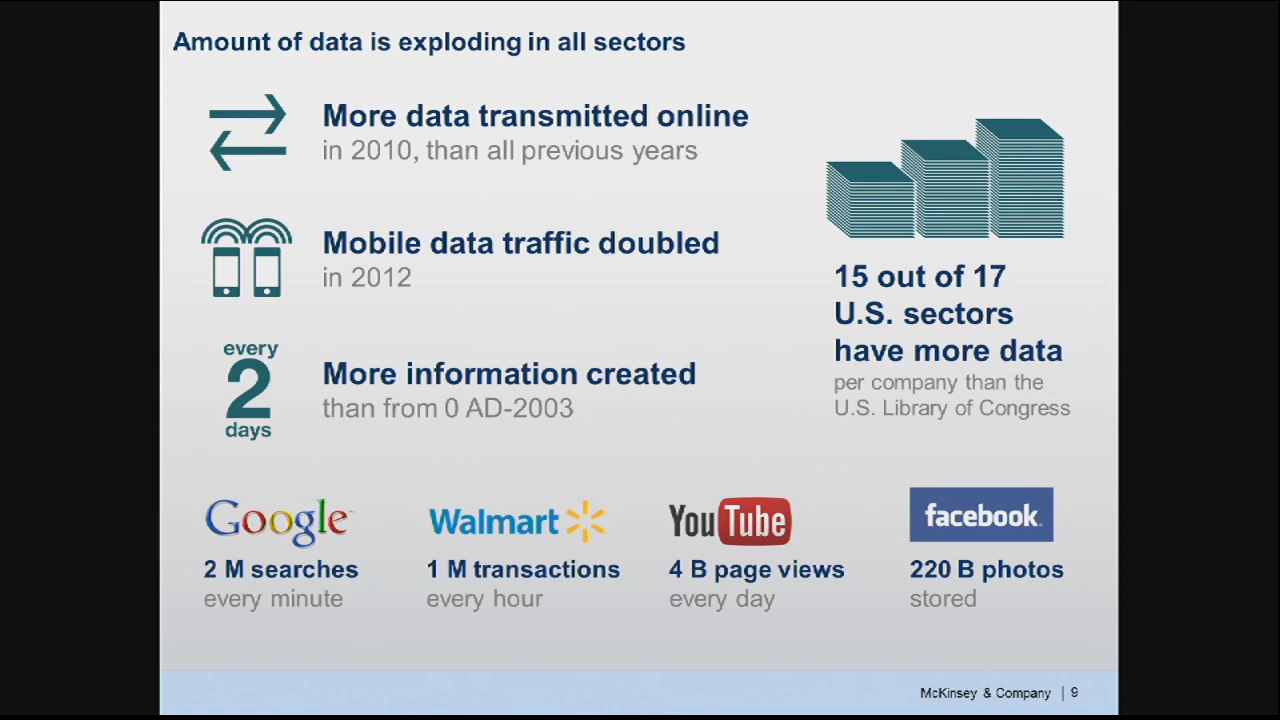 Amount of data is exploding in all sectors
More data transmitted online
in 2010, than all previous years
Mobile data traffic doubled
in 2012
every
2
days
More information created
than from 0 AD-2003
15 out of 17
U.S. sectors
have more data
per company than the
U.S. Library of Congress
Google™
2 M searches
every minute
Walmart
1 M transactions
every hour
YouTube
4 B page views
every day
facebook.
220 B photos
stored
McKinsey & Company | 9